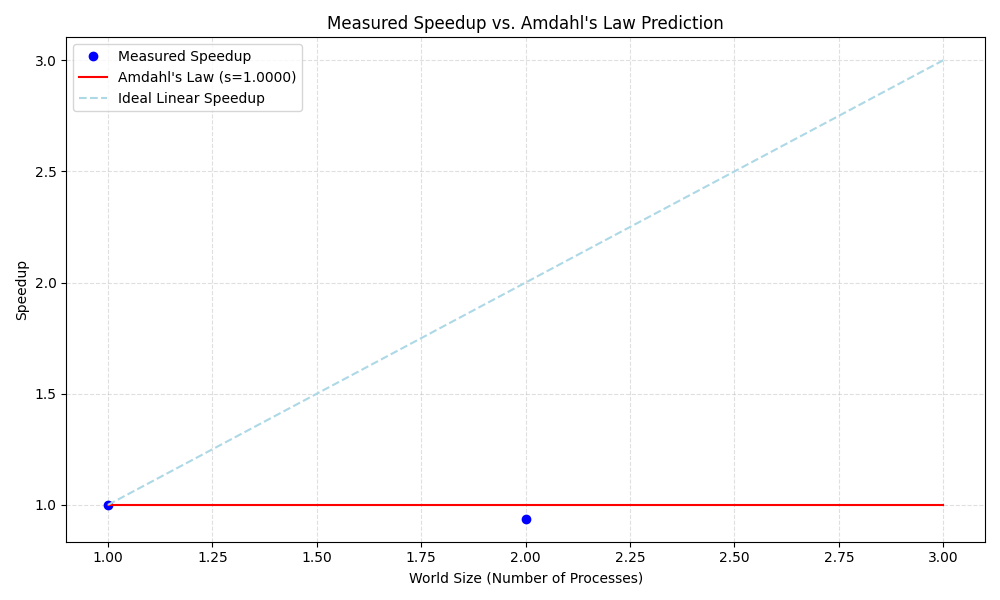 Measured Speedup vs. Amdahl's Law Prediction
Measured Speedup
Amdahl's Law (s=1.0000)
Ideal Linear Speedup
Speedup
3.0
2.5
2.0
1.5
1.0
1.00 1.25 1.50 1.75 2.00 2.25 2.50 2.75 3.00
World Size (Number of Processes)